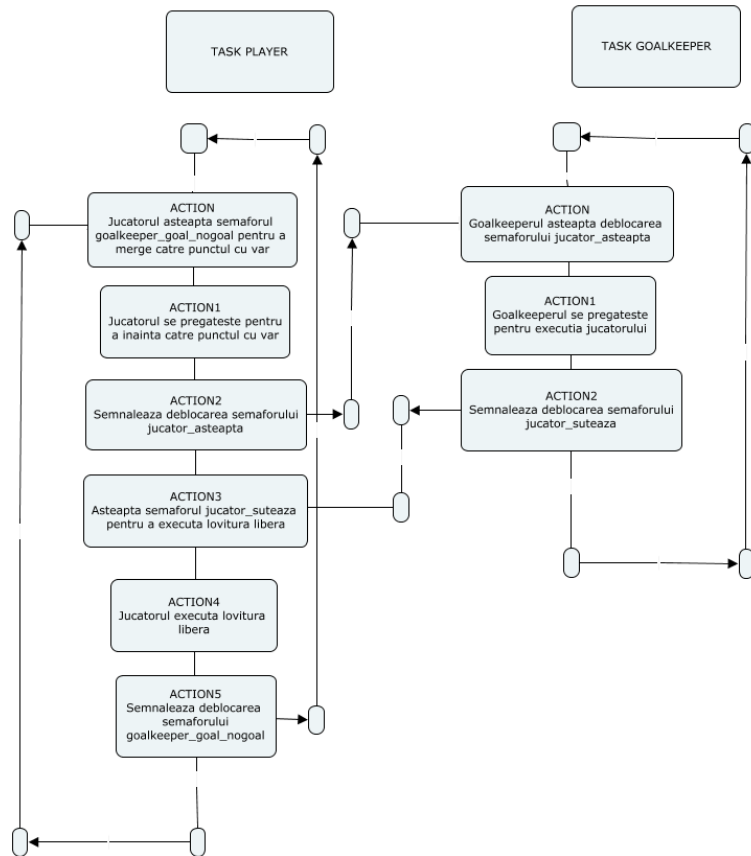 TASK PLAYER
TASK GOALKEEPER
ACTION
Jucatorul asteapta semaforul
goalkeeper_goal_nogoal pentru a
merge catre punctul cu var
ACTION1
Jucatorul se pregateste pentru
a inainta catre punctul cu var
ACTION2
Semnaleaza deblocarea semaforului
jucator_asteapta
ACTION3
Asteapta semaforul jucator_suteaza
pentru a executa lovitura libera
ACTION4
Jucatorul executa lovitura
libera
ACTION5
Semnaleaza deblocarea
semaforului
goalkeeper_goal_nogoal
ACTION
Goalkeeperul asteapta deblocarea
semaforului jucator_asteapta
ACTION1
Goalkeeperul se pregateste
pentru executia jucatorului
ACTION2
Semnaleaza deblocarea semaforului
jucator_suteaza